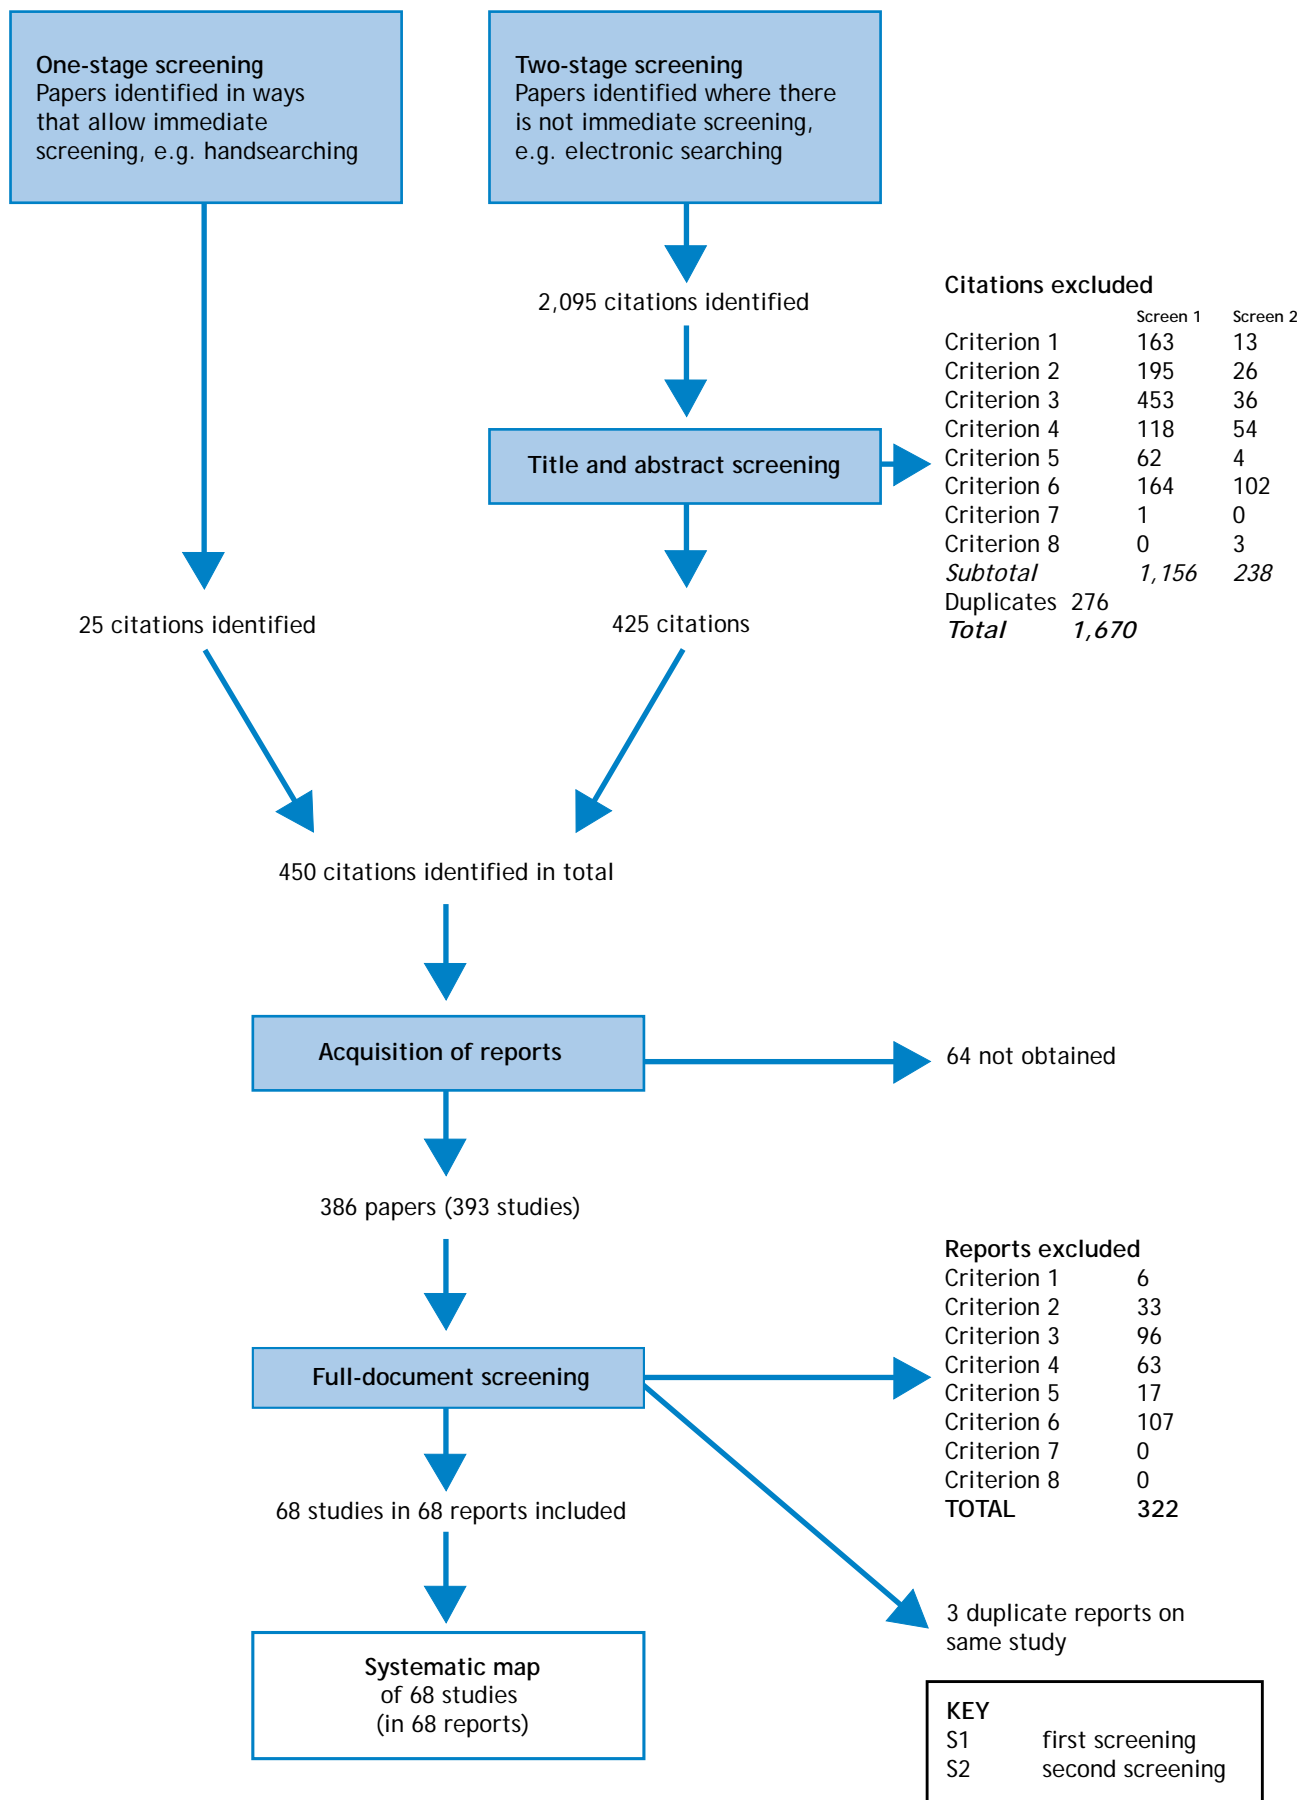 One-stage screening
Papers identified in ways
that allow immediate
screening, e.g. handsearching
Two-stage screening
Papers identified where there
is not immediate screening,
e.g. electronic searching
2,095 citations identified
Citations excluded
Screen 1 Screen 2
Criterion 1 163 13
Criterion 2 195 26
Criterion 3 453 36
Criterion 4 118 54
Criterion 5 62 4
Criterion 6 164 102
Criterion 7 1 0
Criterion 8 0 3
Subtotal 1,156 238
Duplicates 276
Total 1,670
Title and abstract screening
25 citations identified
425 citations
450 citations identified in total
Acquisition of reports
64 not obtained
386 papers (393 studies)
Reports excluded
Criterion 1 6
Criterion 2 33
Criterion 3 96
Criterion 4 63
Criterion 5 17
Criterion 6 107
Criterion 7 0
Criterion 8 0
TOTAL 322
Full-document screening
68 studies in 68 reports included
3 duplicate reports on
same study
Systematic map
of 68 studies
(in 68 reports)
KEY
S1 first screening
S2 second screening